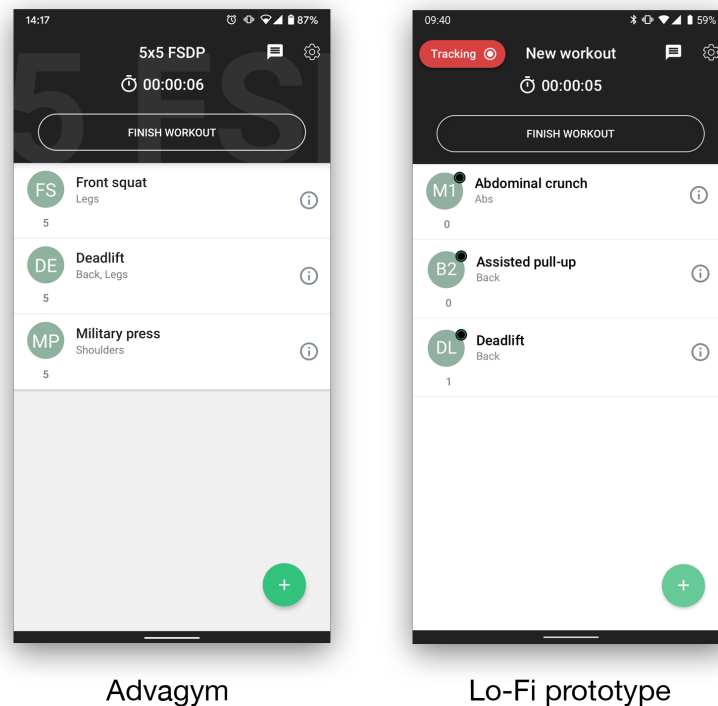 14:17
87%
5x5 FSDP
00:00:06
FINISH WORKOUT
5 FS
FS
Front squat
Legs
5
DE
Deadlift
Back, Legs
5
MP
Military press
Shoulders
5
+
Advagym
09:40
59%
Tracking
New workout
00:00:05
FINISH WORKOUT
M1
Abdominal crunch
Abs
0
B2
Assisted pull-up
Back
0
DL
Deadlift
Back
1
+
Lo-Fi prototype